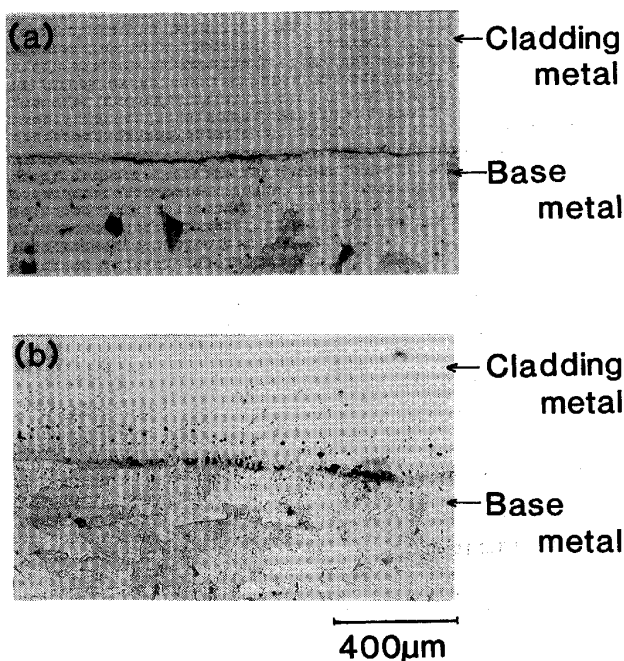 (a)
Cladding
metal
Base
metal
(b)
Cladding
metal
Base
metal
400μm